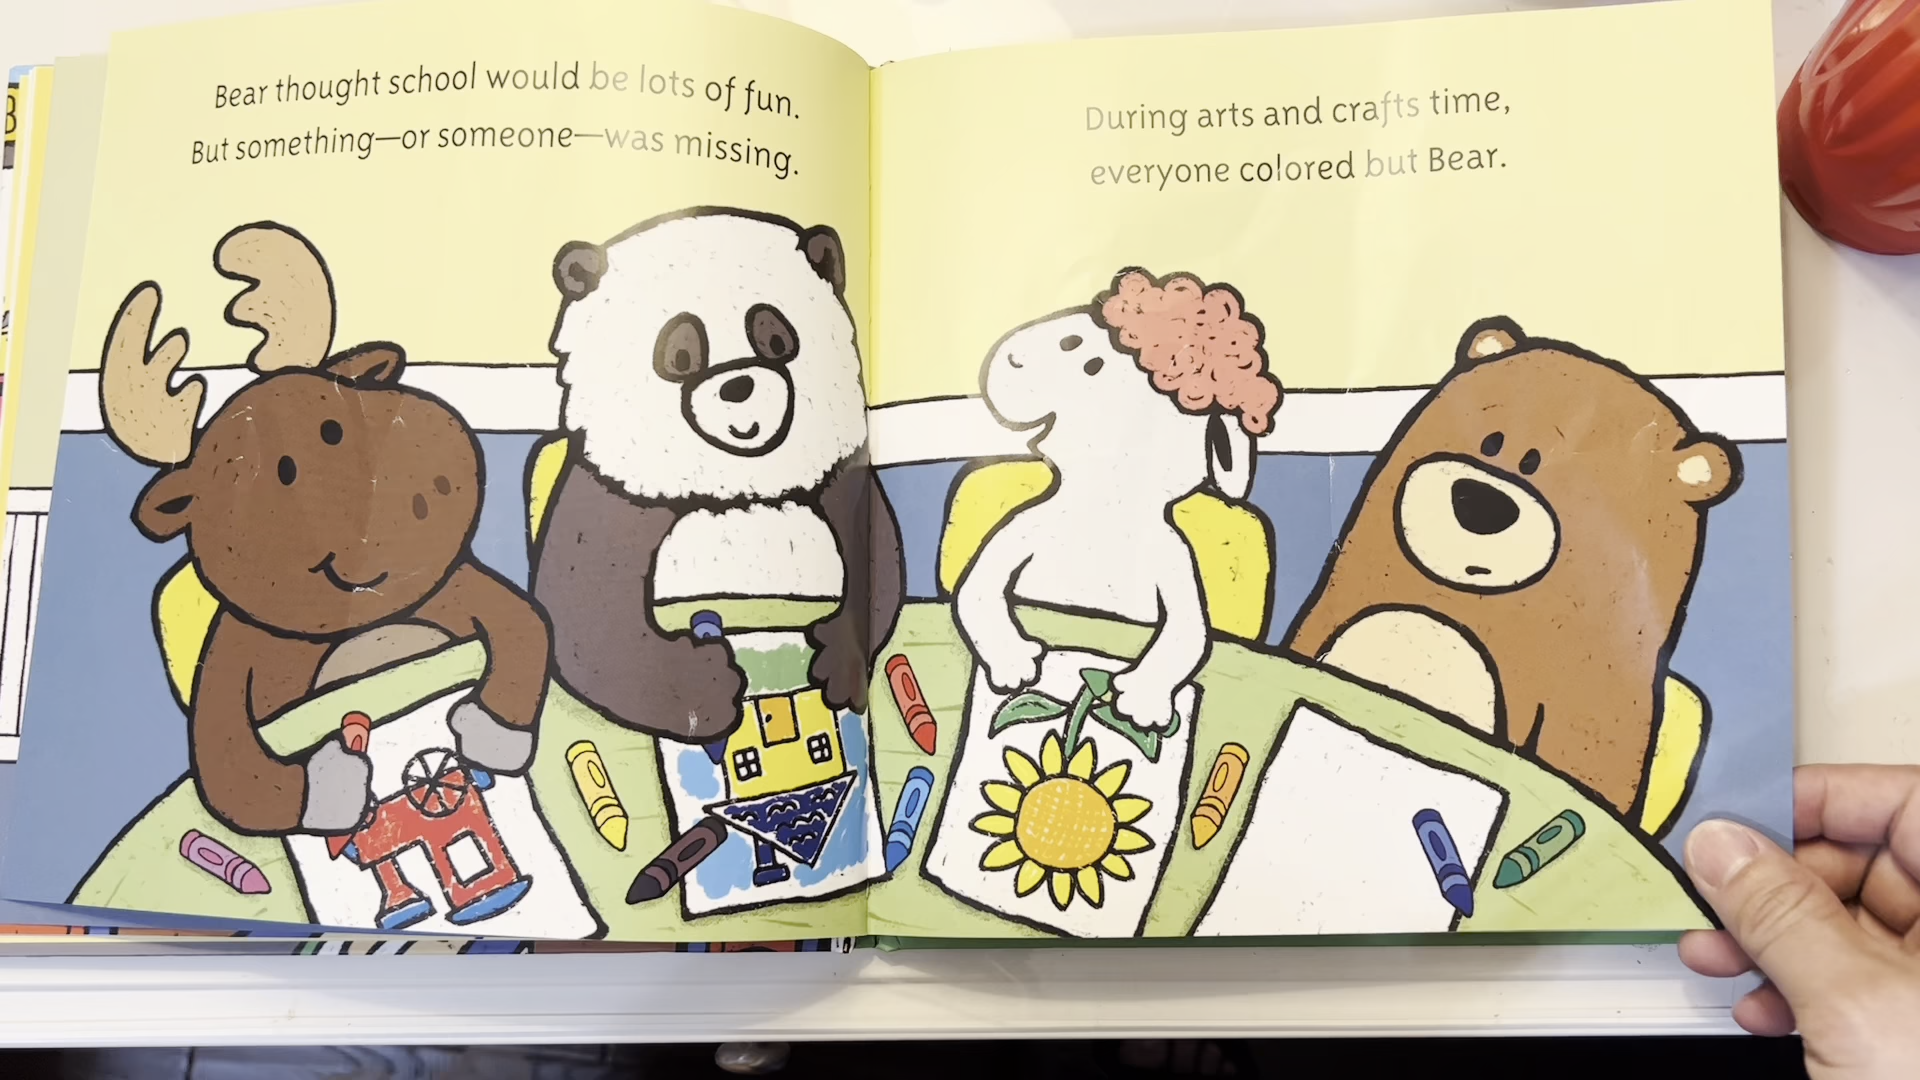 Bear thought school would be lots of fun.
But something—or someone—was missing.
During arts and crafts time,
everyone colored but Bear.